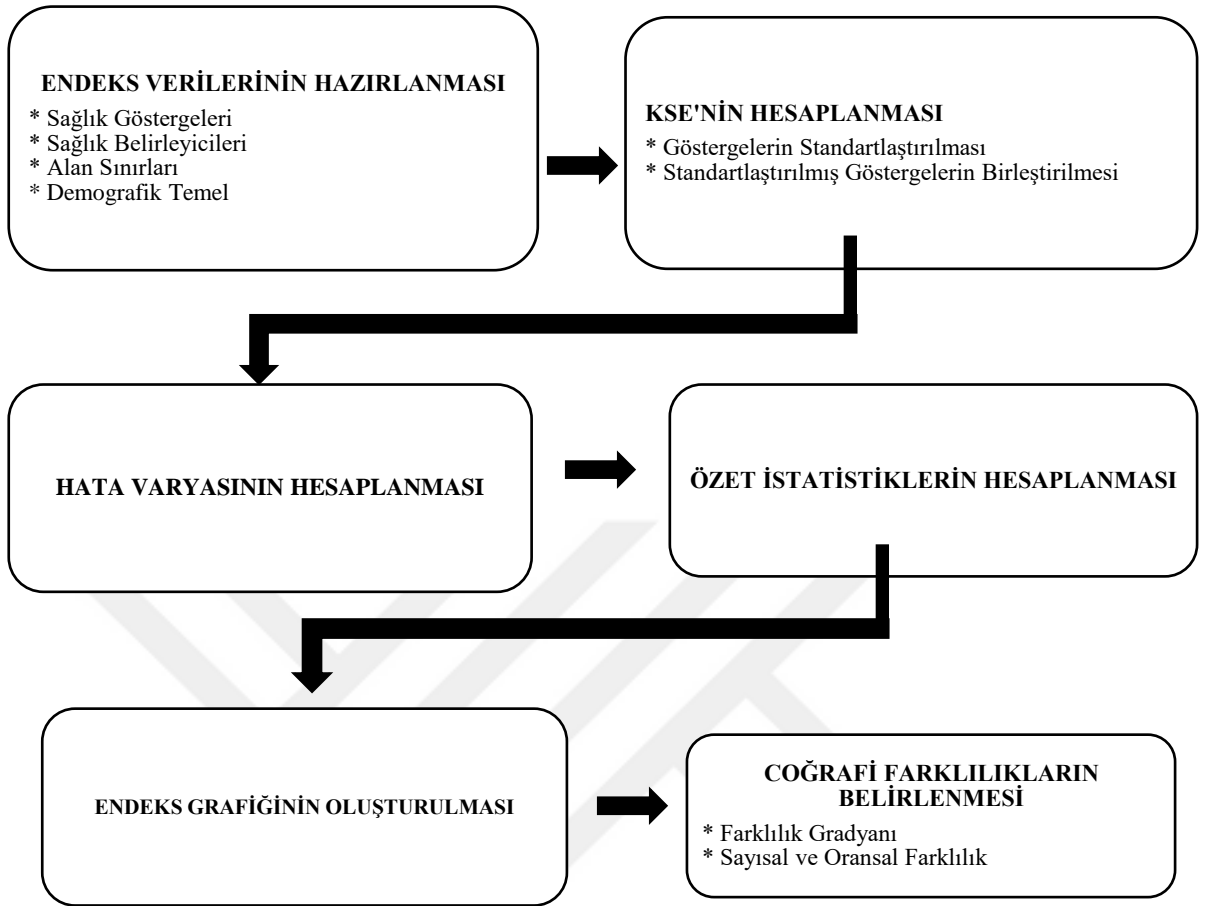 ENDEKS VERİLERİNİN HAZIRLANMASI
* Sağlık Göstergeleri
* Sağlık Belirleyicileri
* Alan Sınırları
* Demografik Temel
KSE'NİN HESAPLANMASI
* Göstergelerin Standartlaştırılması
* Standartlaştırılmış Göstergelerin Birleştirilmesi
HATA VARYASININ HESAPLANMASI
ÖZET İSTATİSTİKLERİN HESAPLANMASI
ENDEKS GRAFİĞİNİN OLUŞTURULMASI
COĞRAFİ FARKLILIKLARIN
BELİRLENMESİ
* Farklılık Gradyanı
* Sayısal ve Oransal Farklılık